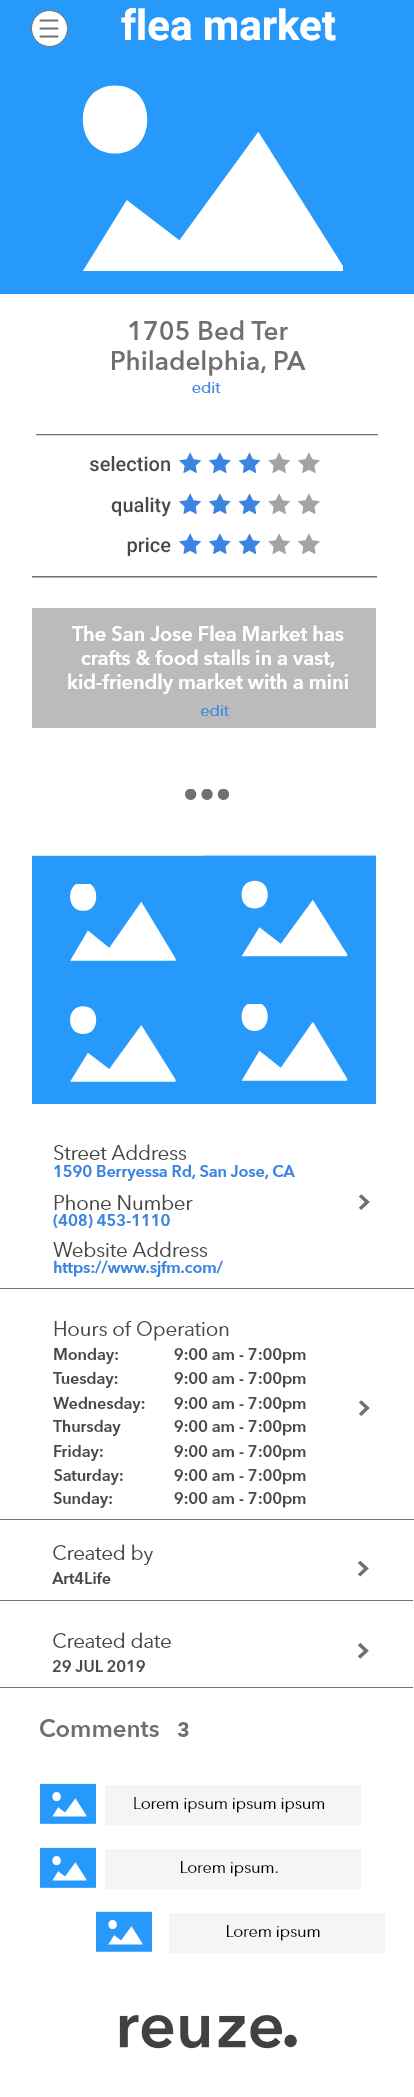 flea market
1705 Bed Ter
Philadelphia, PA
edit
selection
quality
price
The San Jose Flea Market has
crafts & food stalls in a vast,
kid-friendly market with a mini
edit
Street Address
1590 Berryessa Rd, San Jose, CA
Phone Number
(408) 453-1110
Website Address
https://www.sjfm.com/
Hours of Operation
Monday: 9:00 am - 7:00pm
Tuesday: 9:00 am - 7:00pm
Wednesday: 9:00 am - 7:00pm
Thursday 9:00 am - 7:00pm
Friday: 9:00 am - 7:00pm
Saturday: 9:00 am - 7:00pm
Sunday: 9:00 am - 7:00pm
Created by
Art4Life
Created date
29 JUL 2019
Comments 3
Lorem ipsum ipsum ipsum
Lorem ipsum.
Lorem ipsum
reuze.